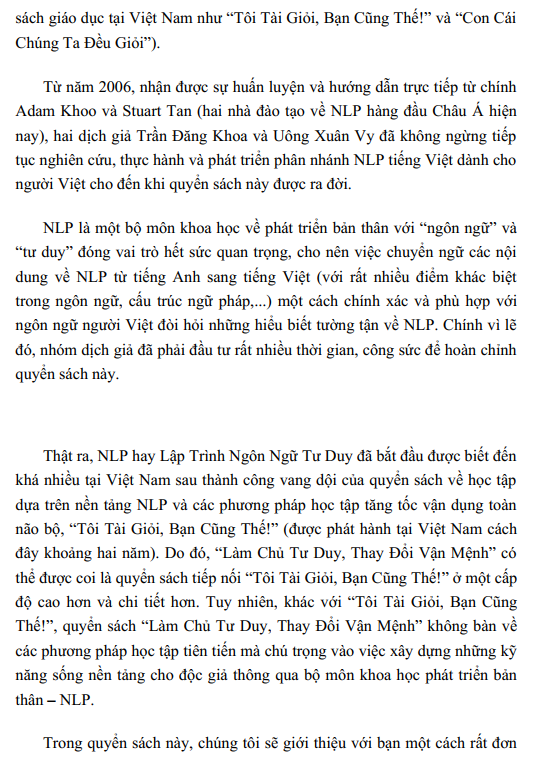 sách giáo dục tại Việt Nam như “Tôi Tài Giỏi, Bạn Cũng Thế!” và “Con Cái
Chúng Ta Đều Giỏi”).
Từ năm 2006, nhận được sự huấn luyện và hướng dẫn trực tiếp từ chính
Adam Khoo và Stuart Tan (hai nhà đào tạo về NLP hàng đầu Châu Á hiện
nay), hai dịch giả Trần Đăng Khoa và Uông Xuân Vy đã không ngừng tiếp
tục nghiên cứu, thực hành và phát triển phân nhánh NLP tiếng Việt dành cho
người Việt cho đến khi quyển sách này được ra đời.
NLP là một bộ môn khoa học về phát triển bản thân với “ngôn ngữ” và
“tư duy” đóng vai trò hết sức quan trọng, cho nên việc chuyển ngữ các nội
dung về NLP từ tiếng Anh sang tiếng Việt (với rất nhiều điểm khác biệt
trong ngôn ngữ, cấu trúc ngữ pháp,...) một cách chính xác và phù hợp với
ngôn ngữ người Việt đòi hỏi những hiểu biết tường tận về NLP. Chính vì lẽ
đó, nhóm dịch giả đã phải đầu tư rất nhiều thời gian, công sức để hoàn chỉnh
quyển sách này.
Thật ra, NLP hay Lập Trình Ngôn Ngữ Tư Duy đã bắt đầu được biết đến
khá nhiều tại Việt Nam sau thành công vang dội của quyển sách về học tập
dựa trên nền tảng NLP và các phương pháp học tập tăng tốc vận dụng toàn
não bộ, “Tôi Tài Giỏi, Bạn Cũng Thế!” (được phát hành tại Việt Nam cách
đây khoảng hai năm). Do đó, “Làm Chủ Tư Duy, Thay Đổi Vận Mệnh” có
thể được coi là quyển sách tiếp nối “Tôi Tài Giỏi, Bạn Cũng Thế!” ở một cấp
độ cao hơn và chi tiết hơn. Tuy nhiên, khác với “Tôi Tài Giỏi, Bạn Cũng
Thế!”, quyển sách “Làm Chủ Tư Duy, Thay Đổi Vận Mệnh” không bàn về
các phương pháp học tập tiên tiến mà chú trọng vào việc xây dựng những kỹ
năng sống nền tảng cho độc giả thông qua bộ môn khoa học phát triển bản
thân – NLP.
Trong quyển sách này, chúng tôi sẽ giới thiệu với bạn một cách rất đơn